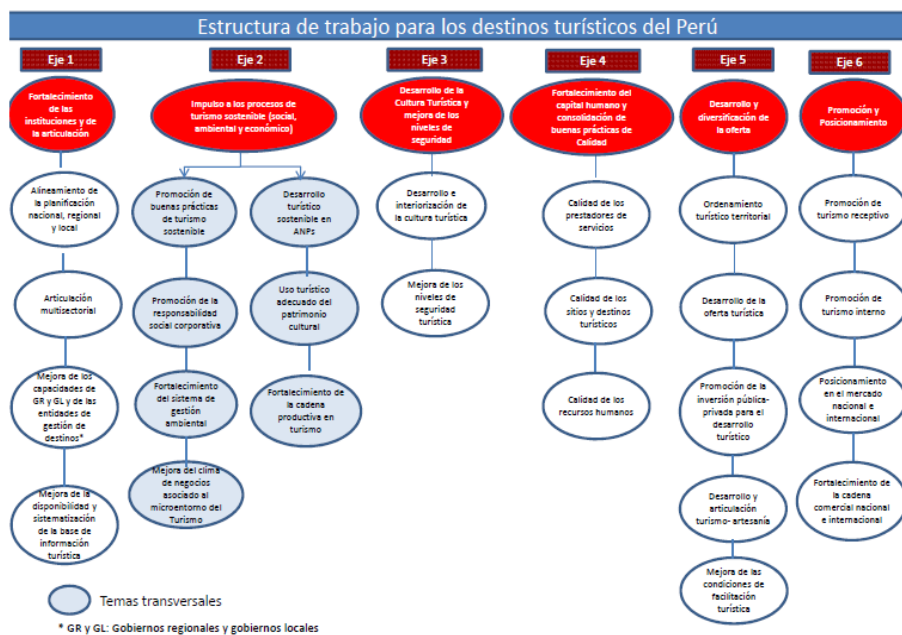 Estructura de trabajo para los destinos turísticos del Perú
Eje 1
Eje 2
Eje 3
Eje 4
Eje 5
Eje 6
Fortalecimiento
de las
instituciones y de
la articulación
Impulso a los procesos de
turismo sostenible (social,
ambiental y económico)
Desarrollo de la
Cultura Turística y
mejora de los
niveles de
seguridad
Fortalecimiento del
capital humano y
consolidación de
buenas prácticas de
Calidad
Desarrollo y
diversificación de
la oferta
Promoción y
Posicionamiento
Alineamiento de
la planificación
nacional, regional
y local
Articulación
multisectorial
Mejora de los
capacidades de
GR y GL y de las
entidades de
gestión de
destinos*
Mejora de la
disponibilidad y
sistematización
de la base de
información
turística
Promoción de
buenas prácticas
de turismo
sostenible
Promoción de la
responsabilidad
social corporativa
Fortalecimiento
del sistema de
gestión
ambiental
Mejora del clima
de negocios
asociado al
microentorno del
Turismo
Desarrollo
turístico
sostenible en
ANPs
Uso turístico
adecuado del
patrimonio
cultural
Fortalecimiento de
la cadena
productiva en
turismo
Desarrollo e
interiorización de
la cultura turística
Mejora de los
niveles de
seguridad
turística
Calidad de los
prestadores de
servicios
Calidad de los
sitios y destinos
turísticos
Calidad de los
recursos humanos
Ordenamiento
turístico territorial
Desarrollo de la
oferta turística
Promoción de la
inversión pública-
privada para el
desarrollo
turístico
Desarrollo y
articulación
turismo- artesanía
Mejora de las
condiciones de
facilitación
turística
Promoción de
turismo receptivo
Promoción de
turismo interno
Posicionamiento
en el mercado
nacional e
internacional
Fortalecimiento de
la cadena
comercial nacional
e internacional
Temas transversales
* GR y GL: Gobiernos regionales y gobiernos locales